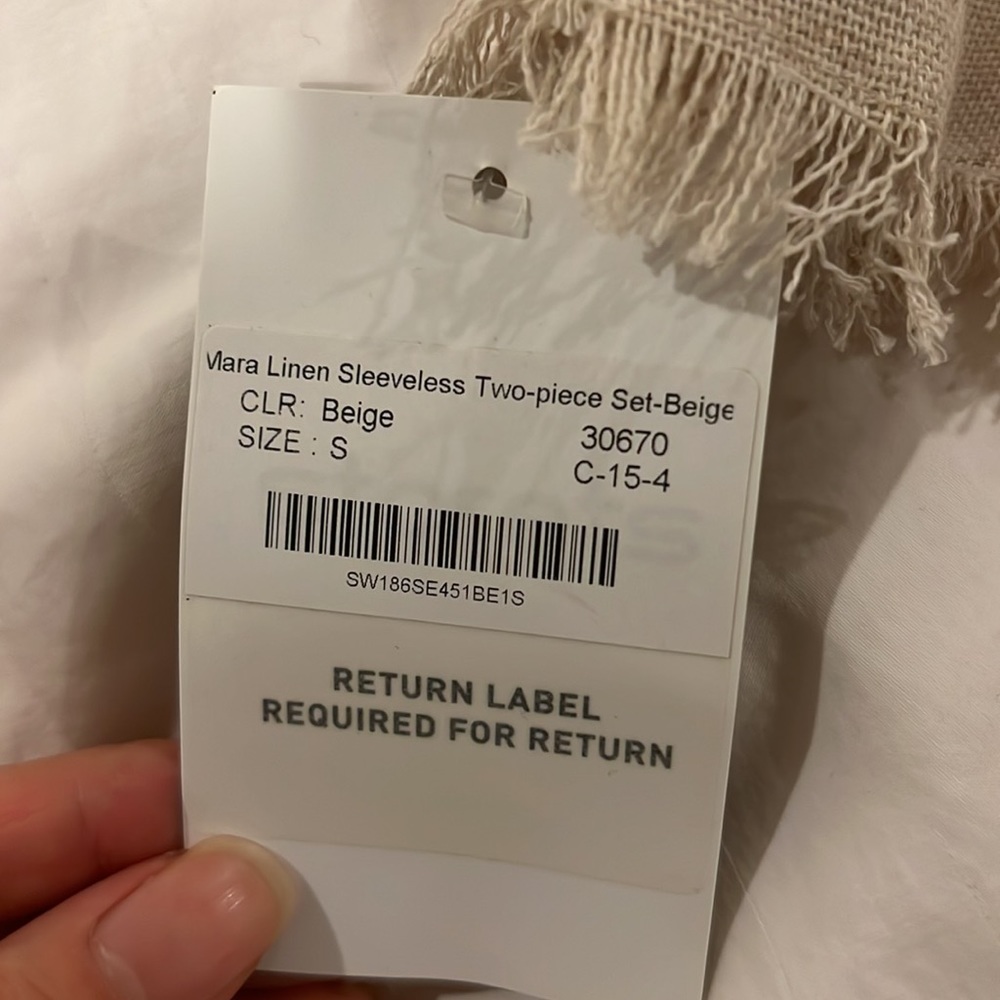 Mara Linen Sleeveless Two-piece Set-Beige
CLR: Beige
30670
SIZE : S
C-15-4
SW186SE451BE1S
RETURN LABEL
REQUIRED FOR RETURN